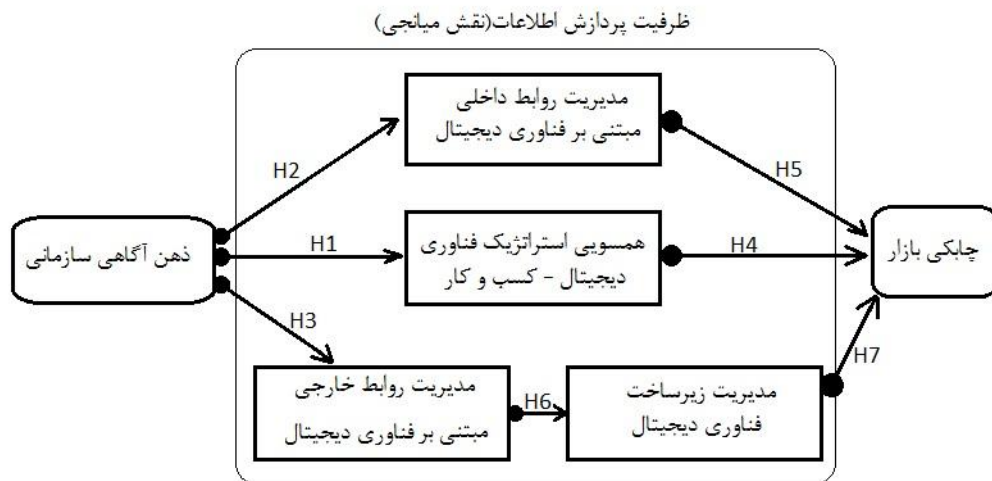 ظرفیت پردازش اطلاعات(نقش میانجی)
مدیریت روابط داخلی
مبتنی بر فناوری دیجیتال
H2
H5
ذهن آگاهی سازمانی
H1
همسویی استراتژیک فناوری
دیجیتال - کسب و کار
H4
چابکی بازار
H3
مدیریت روابط خارجی
مبتنی بر فناوری دیجیتال
H6
مدیریت زیرساخت
فناوری دیجیتال
H7